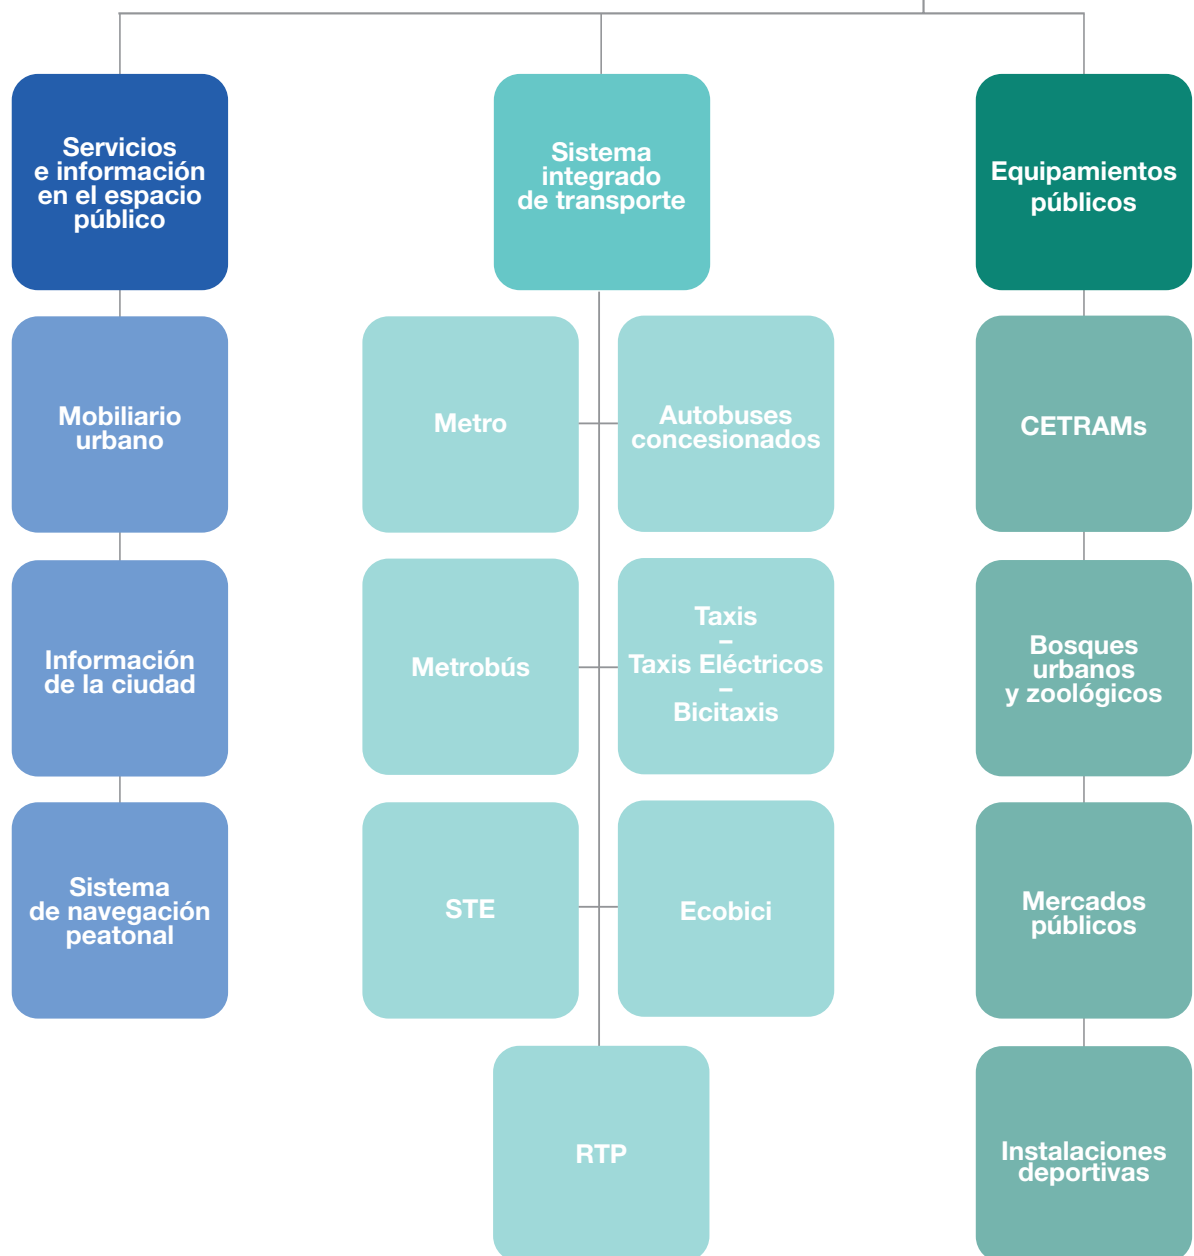 Servicios
e información
en el espacio
público
Sistema
integrado
de transporte
Equipamientos
públicos
Mobiliario
urbano
Metro
Autobuses
concesionados
CETRAMs
Información
de la ciudad
Metrobús
Taxis
–
Taxis Eléctricos
–
Bicitaxis
Bosques
urbanos
y zoológicos
Sistema
de navegación
peatonal
STE
Ecobici
Mercados
públicos
RTP
Instalaciones
deportivas